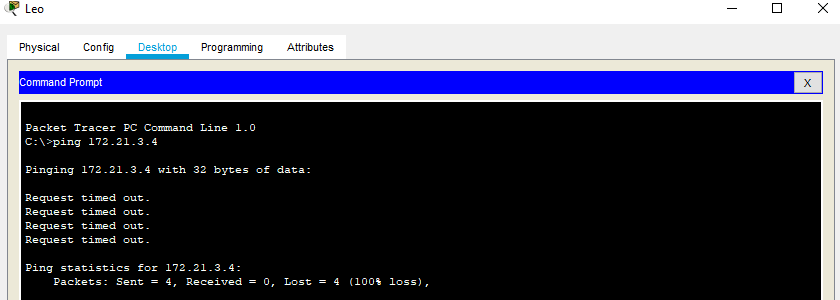 Leo
Physical Config Desktop Programming Attributes
Command Prompt X
Packet Tracer PC Command Line 1.0
C:\>ping 172.21.3.4
Pinging 172.21.3.4 with 32 bytes of data:
Request timed out.
Request timed out.
Request timed out.
Request timed out.
Ping statistics for 172.21.3.4:
Packets: Sent = 4, Received = 0, Lost = 4 (100% loss),